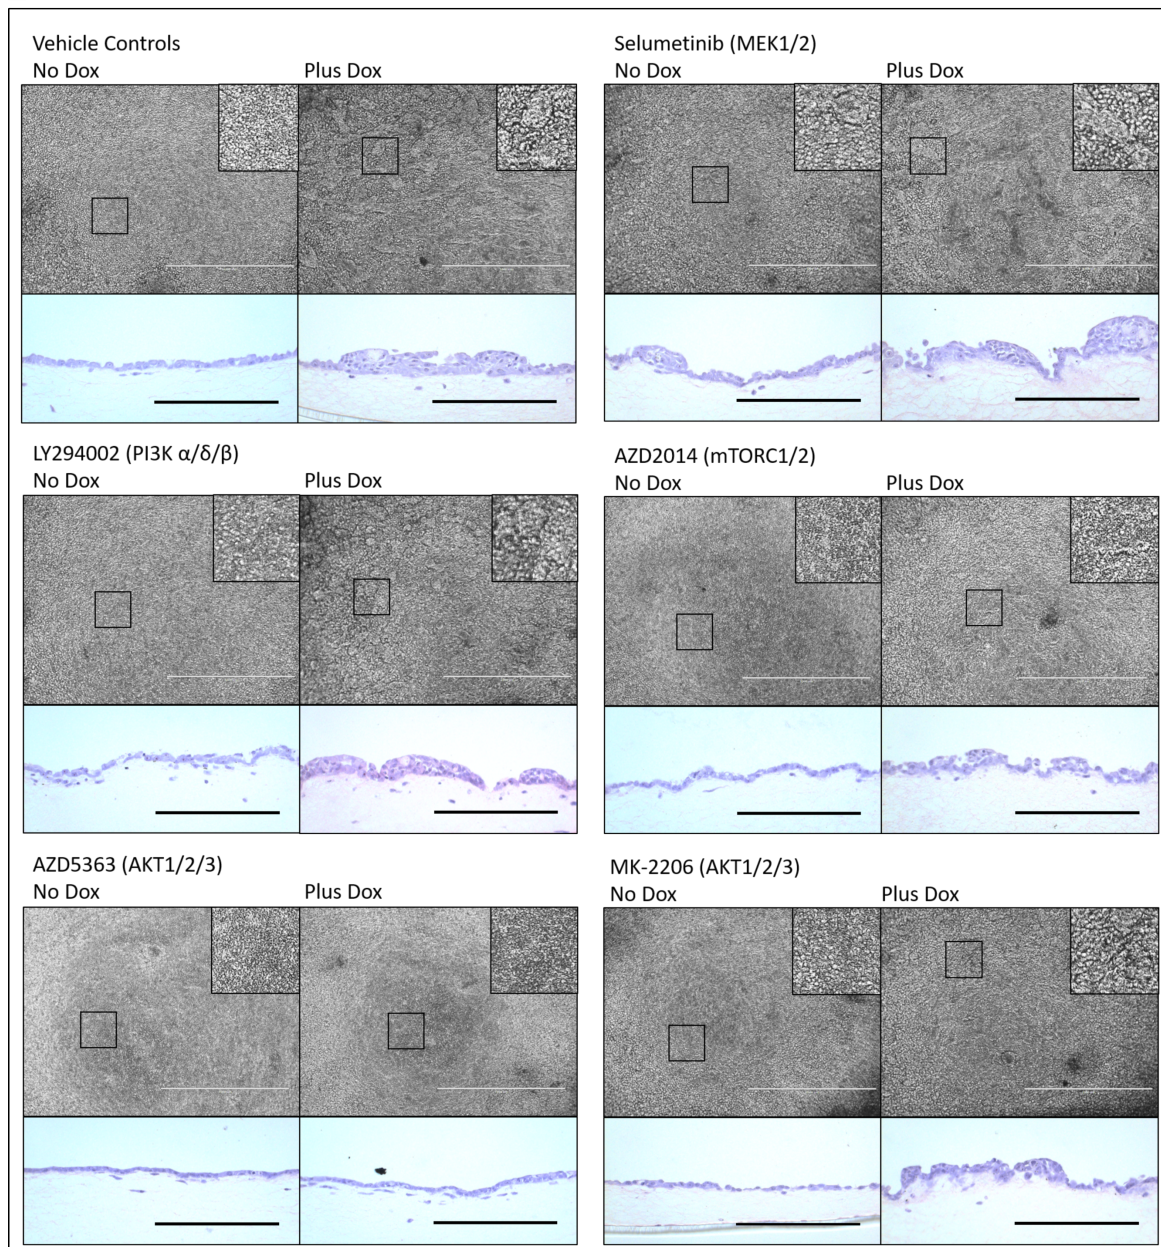 Vehicle Controls
No Dox Plus Dox
Selumetinib (MEK1/2)
No Dox Plus Dox
LY294002 (PI3K α/δ/β)
No Dox Plus Dox
AZD2014 (mTORC1/2)
No Dox Plus Dox
AZD5363 (AKT1/2/3)
No Dox Plus Dox
MK-2206 (AKT1/2/3)
No Dox Plus Dox